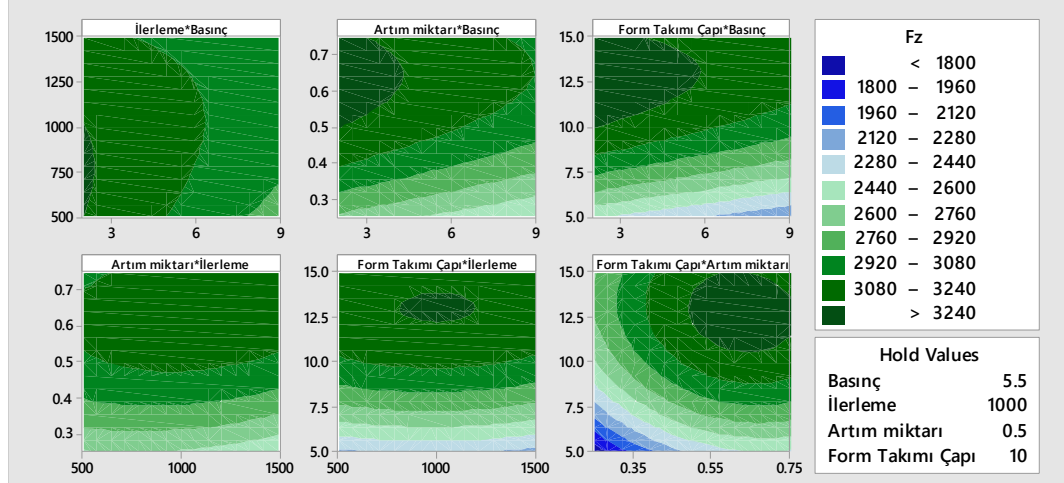 İlerleme*Basınç
1500
1250
1000
750
500
3 6 9
Artım miktarı*Basınç
0.7
0.6
0.5
0.4
0.3
3 6 9
Form Takımı Çapı*Basınç
15.0
12.5
10.0
7.5
5.0
3 6 9
Artım miktarı*İlerleme
0.7
0.6
0.5
0.4
0.3
500 1000 1500
Form Takımı Çapı*İlerleme
15.0
12.5
10.0
7.5
5.0
500 1000 1500
Form Takımı Çapı*Artım miktarı
15.0
12.5
10.0
7.5
5.0
0.35 0.55 0.75
Fz
< 1800
1800 – 1960
1960 – 2120
2120 – 2280
2280 – 2440
2440 – 2600
2600 – 2760
2760 – 2920
2920 – 3080
3080 – 3240
> 3240
Hold Values
Basınç 5.5
İlerleme 1000
Artım miktarı 0.5
Form Takımı Çapı 10